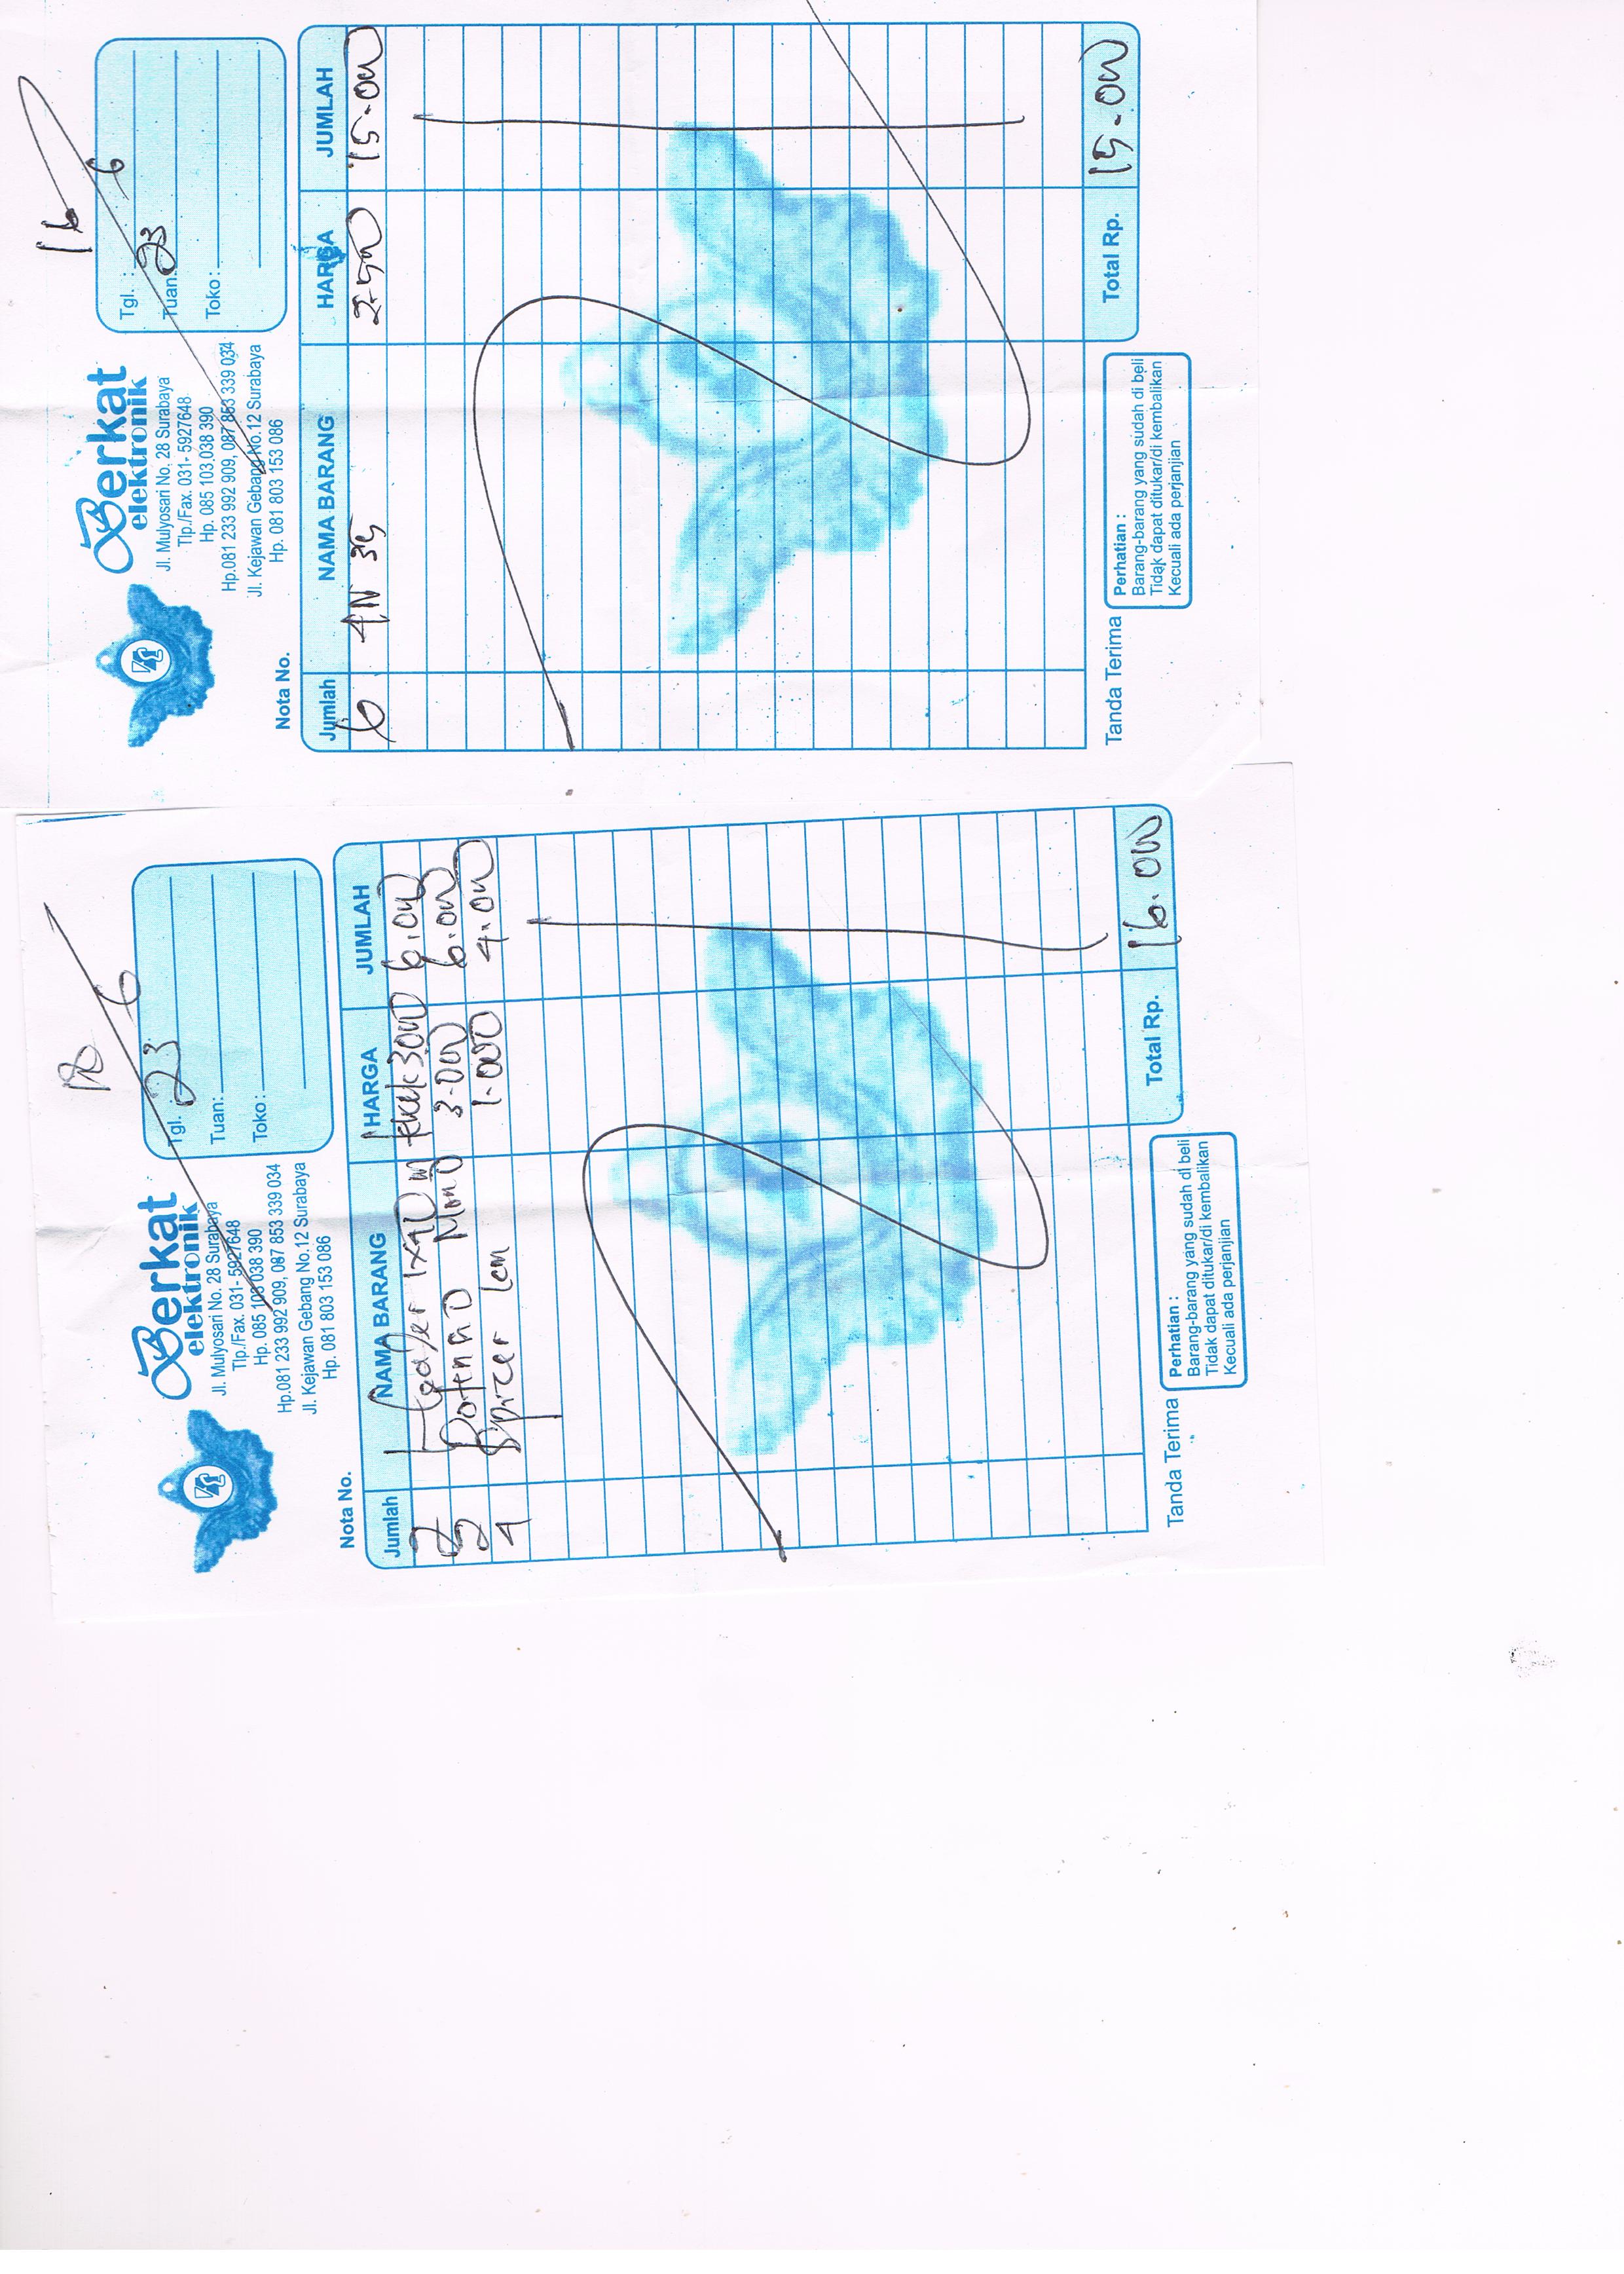 Berkat
elektronik
Jl. Mulyosari No. 28 Surabaya
Tlp./Fax. 031- 5927648
Hp. 085 103 038 390
Hp.081 233 992 909, 087 853 339 034
Jl. Kejawan Gebang No.12 Surabaya
Hp. 081 803 153 086
16
Tgl. : 23 6
Tuan:
Toko:
Nota No.
Jumlah NAMA BARANG HARGA JUMLAH
6 4N 35 2.500 15.000
Total Rp. 15.000
Tanda Terima
Perhatian :
Barang-barang yang sudah di beli
Tidak dapat ditukar/di kembalikan
Kecuali ada perjanjian
Berkat
elektronik
Jl. Mulyosari No. 28 Surabaya
Tlp./Fax. 031- 5927648
Hp. 085 103 038 390
Hp.081 233 992 909, 087 853 339 034
Jl. Kejawan Gebang No.12 Surabaya
Hp. 081 803 153 086
Tgl. : 23 6
Tuan:
Toko:
Nota No.
Jumlah NAMA BARANG HARGA JUMLAH
2 1x20 3000 6.000
2 Potensio Mono 3.000 6.000
4 Spicer 1cm 1.000 4.000
Total Rp. 16.000
Tanda Terima
Perhatian :
Barang-barang yang sudah di beli
Tidak dapat ditukar/di kembalikan
Kecuali ada perjanjian